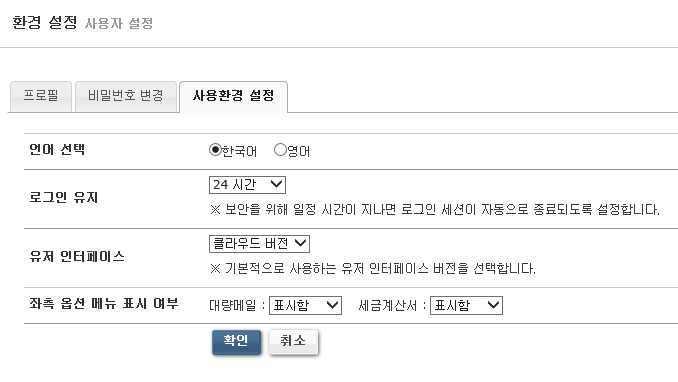 환경 설정 사용자 설정
프로필 비밀번호 변경 사용환경 설정
언어 선택 한국어 영어
로그인 유지 24 시간
※ 보안을 위해 일정 시간이 지나면 로그인 세션이 자동으로 종료되도록 설정합니다.
유저 인터페이스 클라우드 버전
※ 기본적으로 사용하는 유저 인터페이스 버전을 선택합니다.
좌측 옵션 메뉴 표시 여부 대량메일 : 표시함 세금계산서 : 표시함
확인 취소